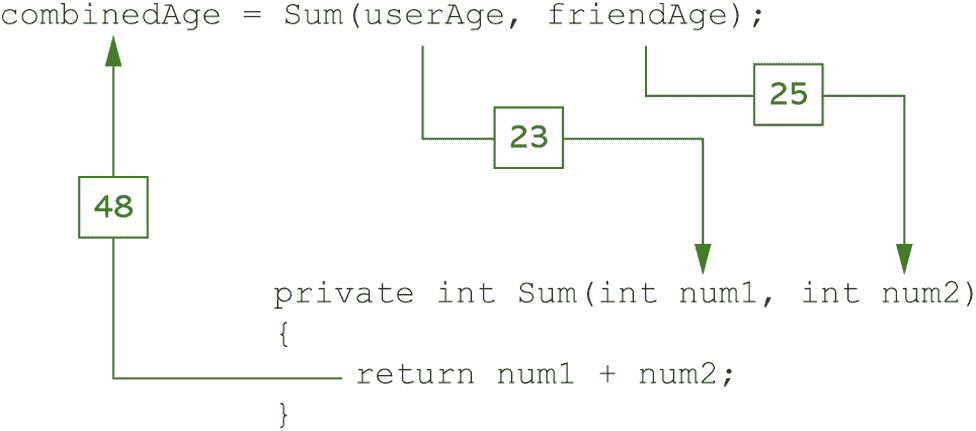 combinedAge = Sum(userAge, friendAge);
25
23
48
private int Sum(int num1, int num2)
{
return num1 + num2;
}